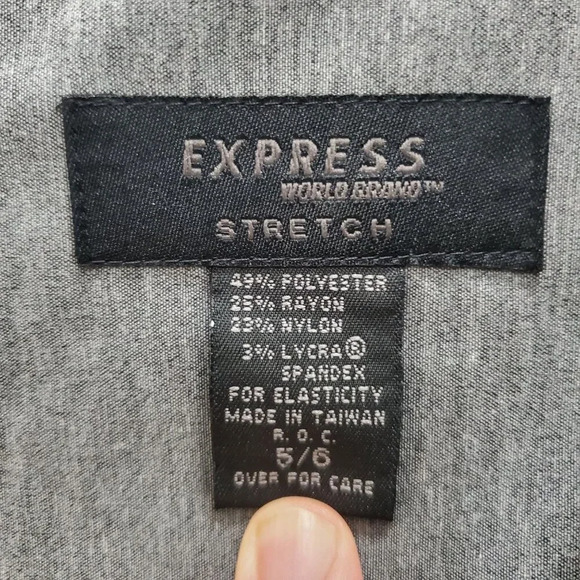 EXPRESS
WORLD BRAND™
STRETCH
49% POLYESTER
25% RAYON
23% NYLON
3% LYCRA®
SPANDEX
FOR ELASTICITY
MADE IN TAIWAN
R. O. C.
5/6
OVER FOR CARE